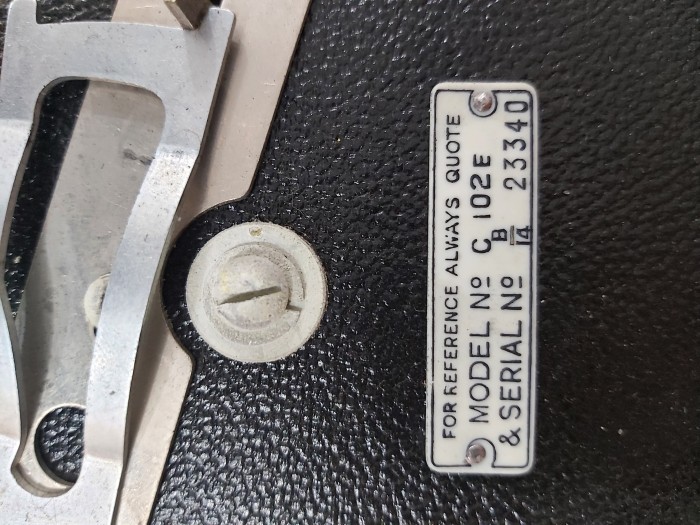 FOR REFERENCE ALWAYS QUOTE
MODEL Nº C 102E
& SERIAL Nº B/14 23340